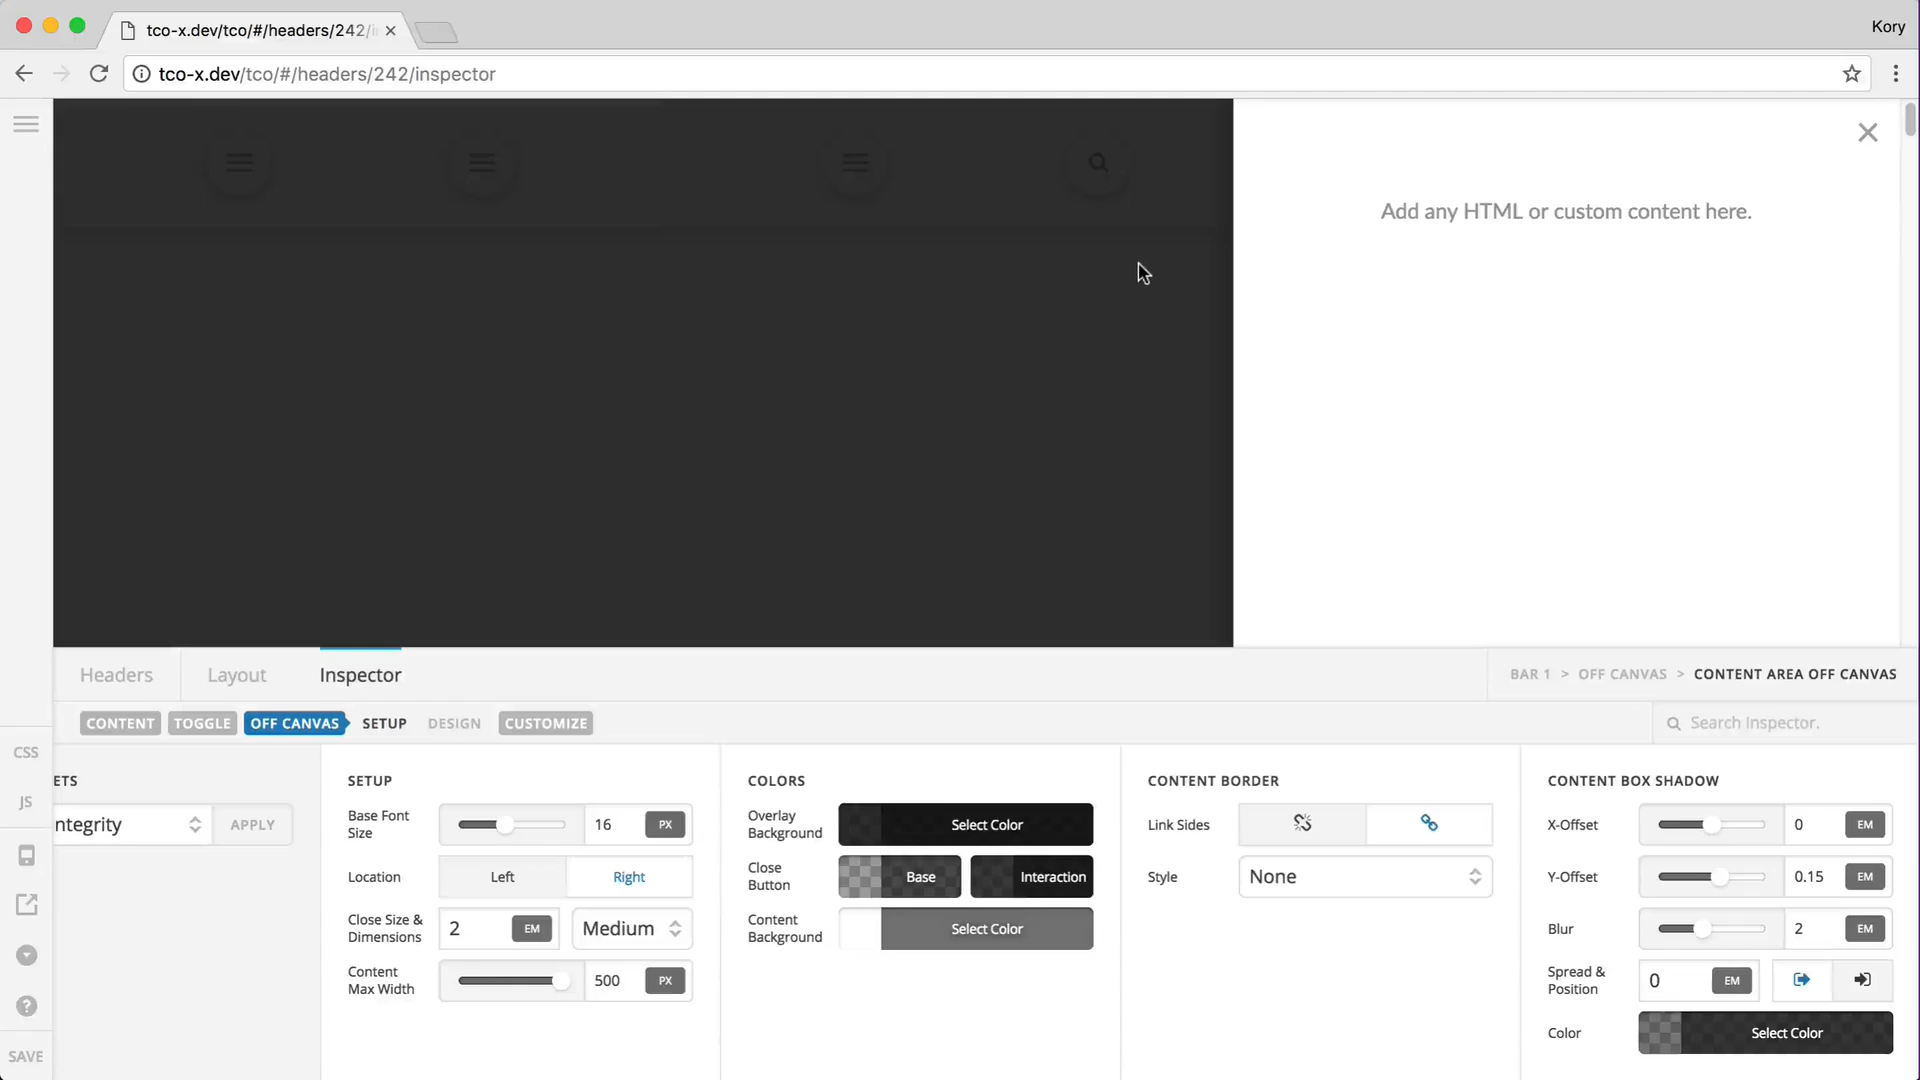 tco-x.dev/tco/#/headers/242/i
Kory
tco-x.dev/tco/#/headers/242/inspector
Add any HTML or custom content here.
Headers
Layout
Inspector
BAR 1 > OFF CANVAS > CONTENT AREA OFF CANVAS
CONTENT
TOGGLE
OFF CANVAS
SETUP
DESIGN
CUSTOMIZE
Search Inspector.
CSS
JS
SAVE
ETS
ntegrity
APPLY
SETUP
Base Font
Size
16
PX
Location
Left
Right
Close Size &
Dimensions
2
EM
Medium
Content
Max Width
500
PX
COLORS
Overlay
Background
Select Color
Close
Button
Base
Interaction
Content
Background
Select Color
CONTENT BORDER
Link Sides
Style
None
CONTENT BOX SHADOW
X-Offset
0
EM
Y-Offset
0.15
EM
Blur
2
EM
Spread &
Position
0
EM
Color
Select Color